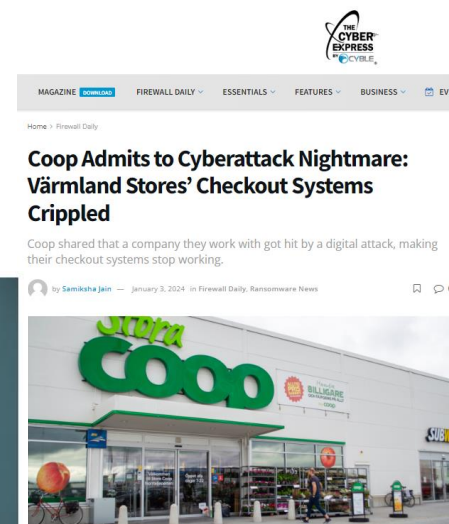 THE
CYBER
EXPRESS
BY CYBLE
MAGAZINE DOWNLOAD FIREWALL DAILY ESSENTIALS FEATURES BUSINESS EV
Home > Firewall Daily
Coop Admits to Cyberattack Nightmare:
Värmland Stores’ Checkout Systems
Crippled
Coop shared that a company they work with got hit by a digital attack, making
their checkout systems stop working.
by Samiksha Jain — January 3, 2024 in Firewall Daily, Ransomware News
Stora
COOP
BILLIGARE
SUBW